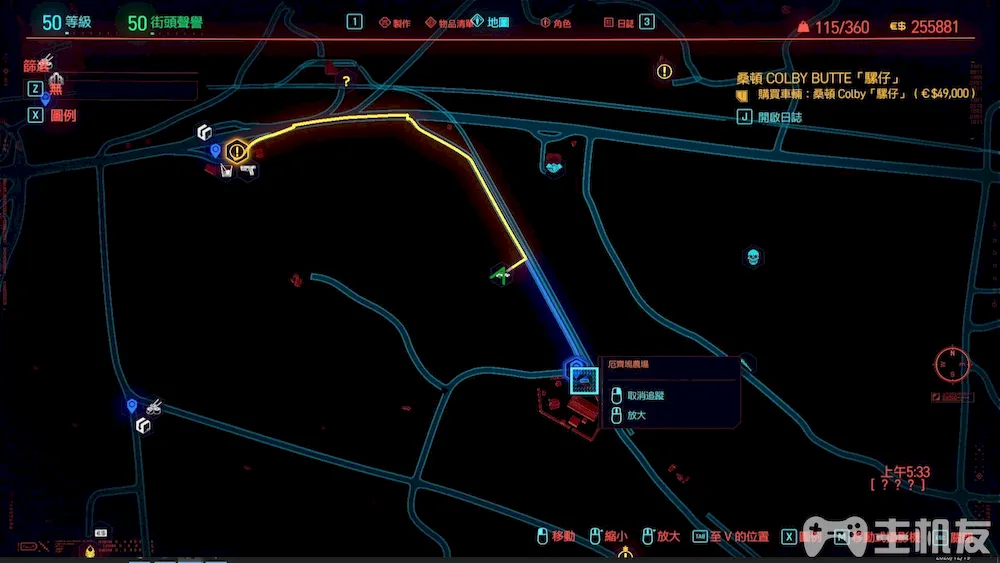 50 等級
50 街頭聲譽
1
製作
物品清單
地圖
角色
日誌
3
115/360
€$ 255881
篩選
Z 無
X 圖例
?
桑頓 COLBY BUTTE「騾仔」
購買車輛：桑頓 Colby「騾仔」（€$49,000）
J 開啟日誌
N
S
厄齊塢農場
取消追蹤
放大
上午5:33
[ ? ? ? ]
移動
縮小
放大
TAB 至 V 的位置
X
主机友